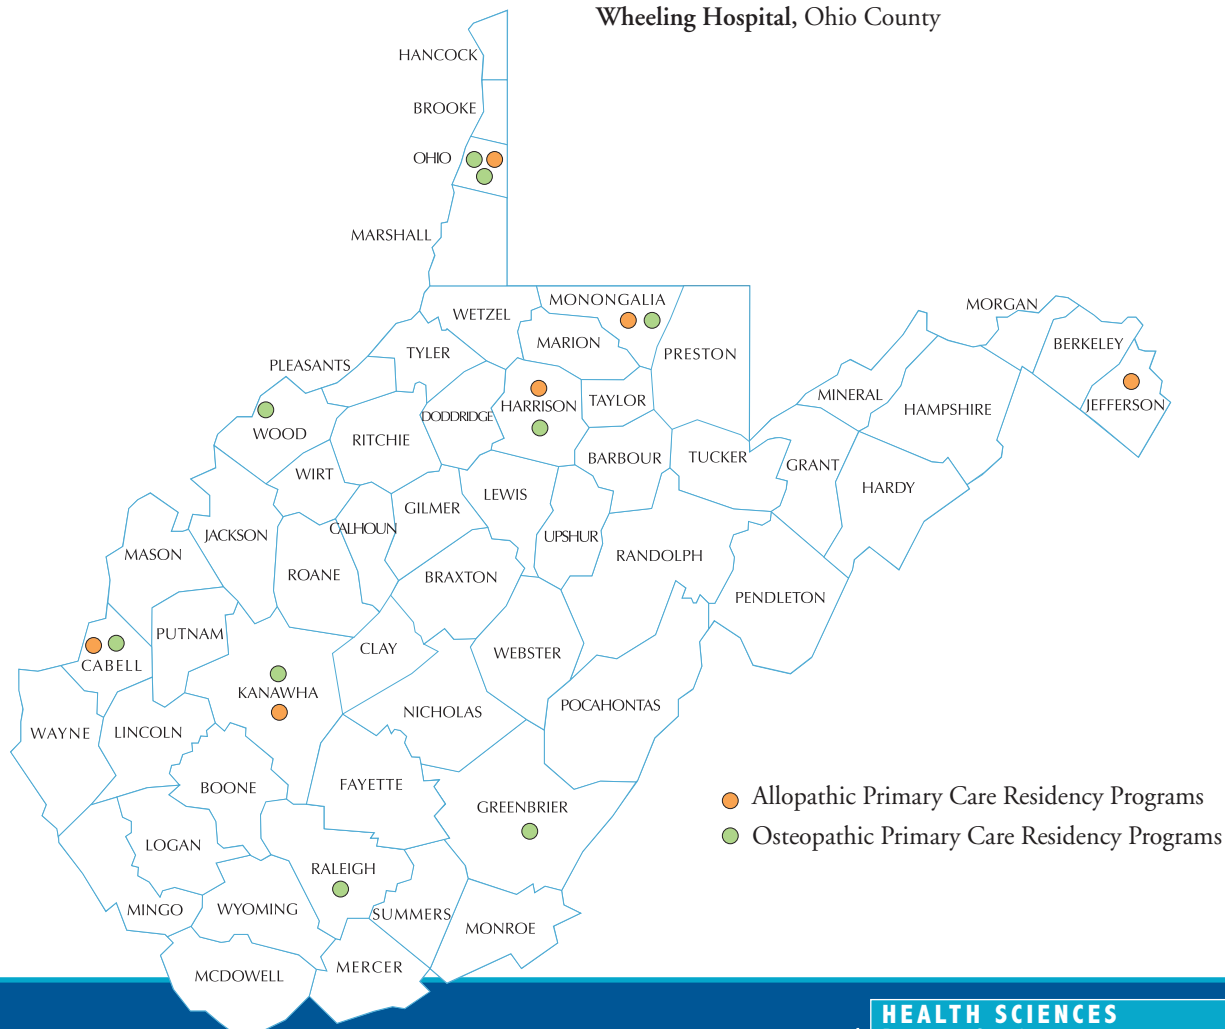 Wheeling Hospital, Ohio County
HANCOCK
BROOKE
OHIO
MARSHALL
MORGAN
MONONGALIA
WETZEL
MARION
BERKELEY
TYLER
PRESTON
PLEASANTS
MINERAL
TAYLOR
JEFFERSON
HARRISON
HAMPSHIRE
DODDRIDGE
WOOD
RITCHIE
BARBOUR
TUCKER
GRANT
WIRT
HARDY
LEWIS
GILMER
CALHOUN
JACKSON
UPSHUR
MASON
RANDOLPH
ROANE
BRAXTON
PENDLETON
PUTNAM
CLAY
WEBSTER
CABELL
KANAWHA
POCAHONTAS
NICHOLAS
WAYNE
LINCOLN
FAYETTE
BOONE
Allopathic Primary Care Residency Programs
GREENBRIER
Osteopathic Primary Care Residency Programs
LOGAN
RALEIGH
MINGO
WYOMING
SUMMERS
MONROE
MERCER
MCDOWELL
HEALTH SCIENCES